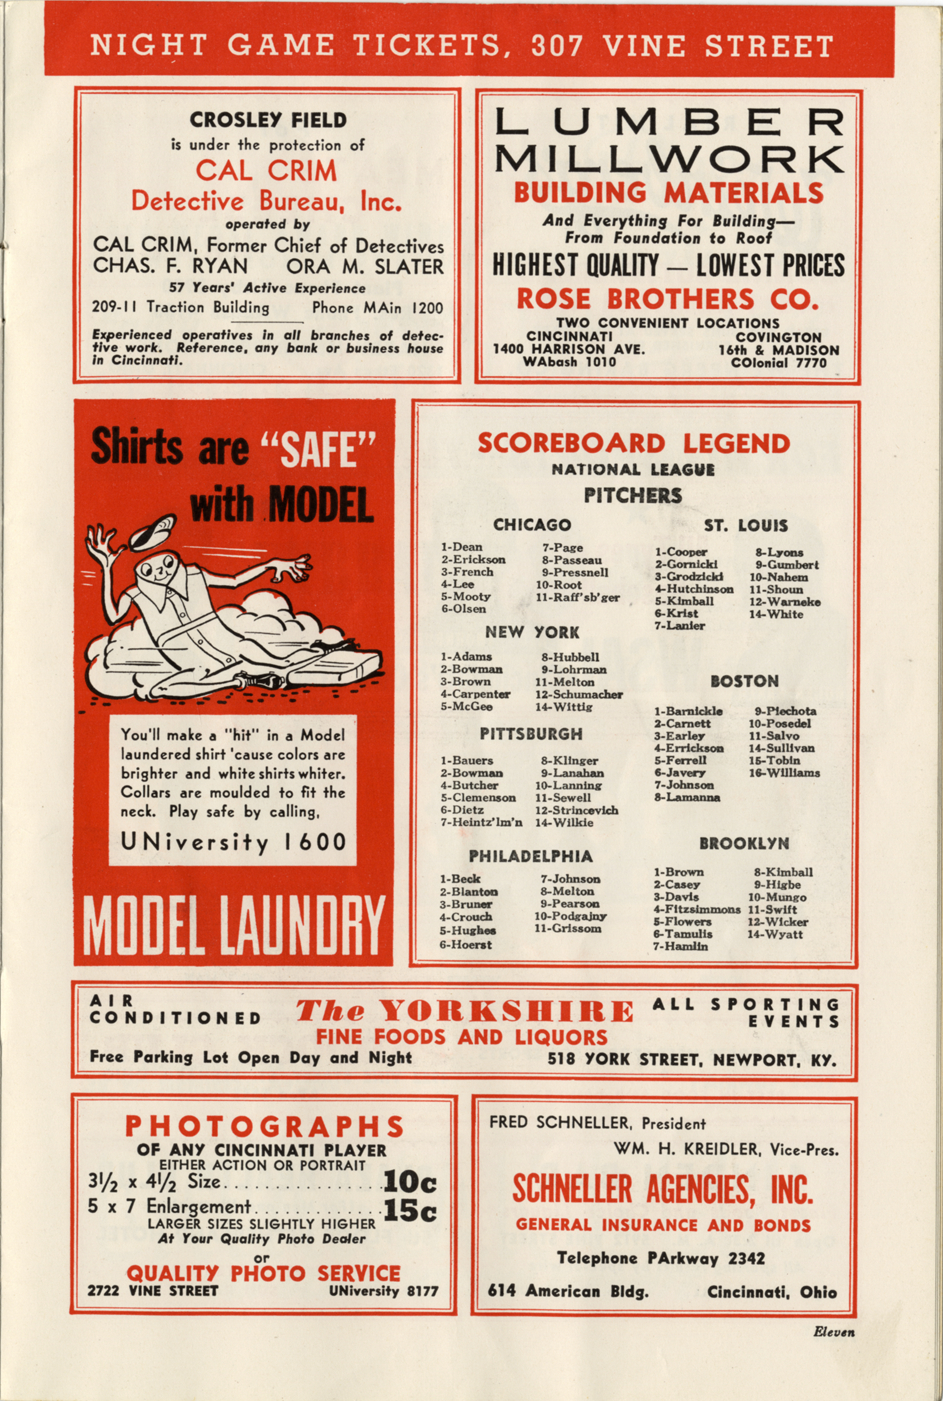 NIGHT GAME TICKETS, 307 VINE STREET
CROSLEY FIELD
is under the protection of
CAL CRIM
Detective Bureau, Inc.
operated by
CAL CRIM, Former Chief of Detectives
CHAS. F. RYAN ORA M. SLATER
57 Years' Active Experience
209-11 Traction Building Phone MAin 1200
Experienced operatives in all branches of detec-
tive work. Reference, any bank or business house
in Cincinnati.
LUMBER
MILLWORK
BUILDING MATERIALS
And Everything For Building—
From Foundation to Roof
HIGHEST QUALITY — LOWEST PRICES
ROSE BROTHERS CO.
TWO CONVENIENT LOCATIONS
CINCINNATI COVINGTON
1400 HARRISON AVE. 16th & MADISON
WAbash 1010 COlonial 7770
Shirts are "SAFE"
with MODEL
You'll make a "hit" in a Model
laundered shirt 'cause colors are
brighter and white shirts whiter.
Collars are moulded to fit the
neck. Play safe by calling,
UNiversity 1600
MODEL LAUNDRY
SCOREBOARD LEGEND
NATIONAL LEAGUE
PITCHERS
CHICAGO
1-Dean 7-Page
2-Erickson 8-Passeau
3-French 9-Pressnell
4-Lee 10-Root
5-Mooty 11-Raff'sb'ger
6-Olsen
NEW YORK
1-Adams 8-Hubbell
2-Bowman 9-Lohrman
3-Brown 11-Melton
4-Carpenter 12-Schumacher
5-McGee 14-Wittig
PITTSBURGH
1-Bauers 8-Klinger
2-Bowman 9-Lanahan
4-Butcher 10-Lanning
5-Clemenson 11-Sewell
6-Dietz 12-Strincevich
7-Heintz'lm'n 14-Wilkie
PHILADELPHIA
1-Beck 7-Johnson
2-Blanton 8-Melton
3-Bruner 9-Pearson
4-Crouch 10-Podgajny
5-Hughes 11-Grissom
6-Hoerst
ST. LOUIS
1-Cooper 8-Lyons
2-Gornicki 9-Gumbert
3-Grodzicki 10-Nahem
4-Hutchinson 11-Shoun
5-Kimball 12-Warneke
6-Krist 14-White
7-Lanier
BOSTON
1-Barnickle 9-Piechota
2-Carnett 10-Posedel
3-Earley 11-Salvo
4-Errickson 14-Sullivan
5-Ferrell 15-Tobin
6-Javery 16-Williams
7-Johnson
8-Lamanna
BROOKLYN
1-Brown 8-Kimball
2-Casey 9-Higbe
3-Davis 10-Mungo
4-Fitzsimmons 11-Swift
5-Flowers 12-Wicker
6-Tamulis 14-Wyatt
7-Hamlin
AIR
CONDITIONED
The YORKSHIRE
ALL SPORTING
EVENTS
FINE FOODS AND LIQUORS
Free Parking Lot Open Day and Night 518 YORK STREET, NEWPORT, KY.
PHOTOGRAPHS
OF ANY CINCINNATI PLAYER
EITHER ACTION OR PORTRAIT
3½ x 4½ Size................10c
5 x 7 Enlargement.............15c
LARGER SIZES SLIGHTLY HIGHER
At Your Quality Photo Dealer
or
QUALITY PHOTO SERVICE
2722 VINE STREET UNiversity 8177
FRED SCHNELLER, President
WM. H. KREIDLER, Vice-Pres.
SCHNELLER AGENCIES, INC.
GENERAL INSURANCE AND BONDS
Telephone PArkway 2342
614 American Bldg. Cincinnati, Ohio
Eleven